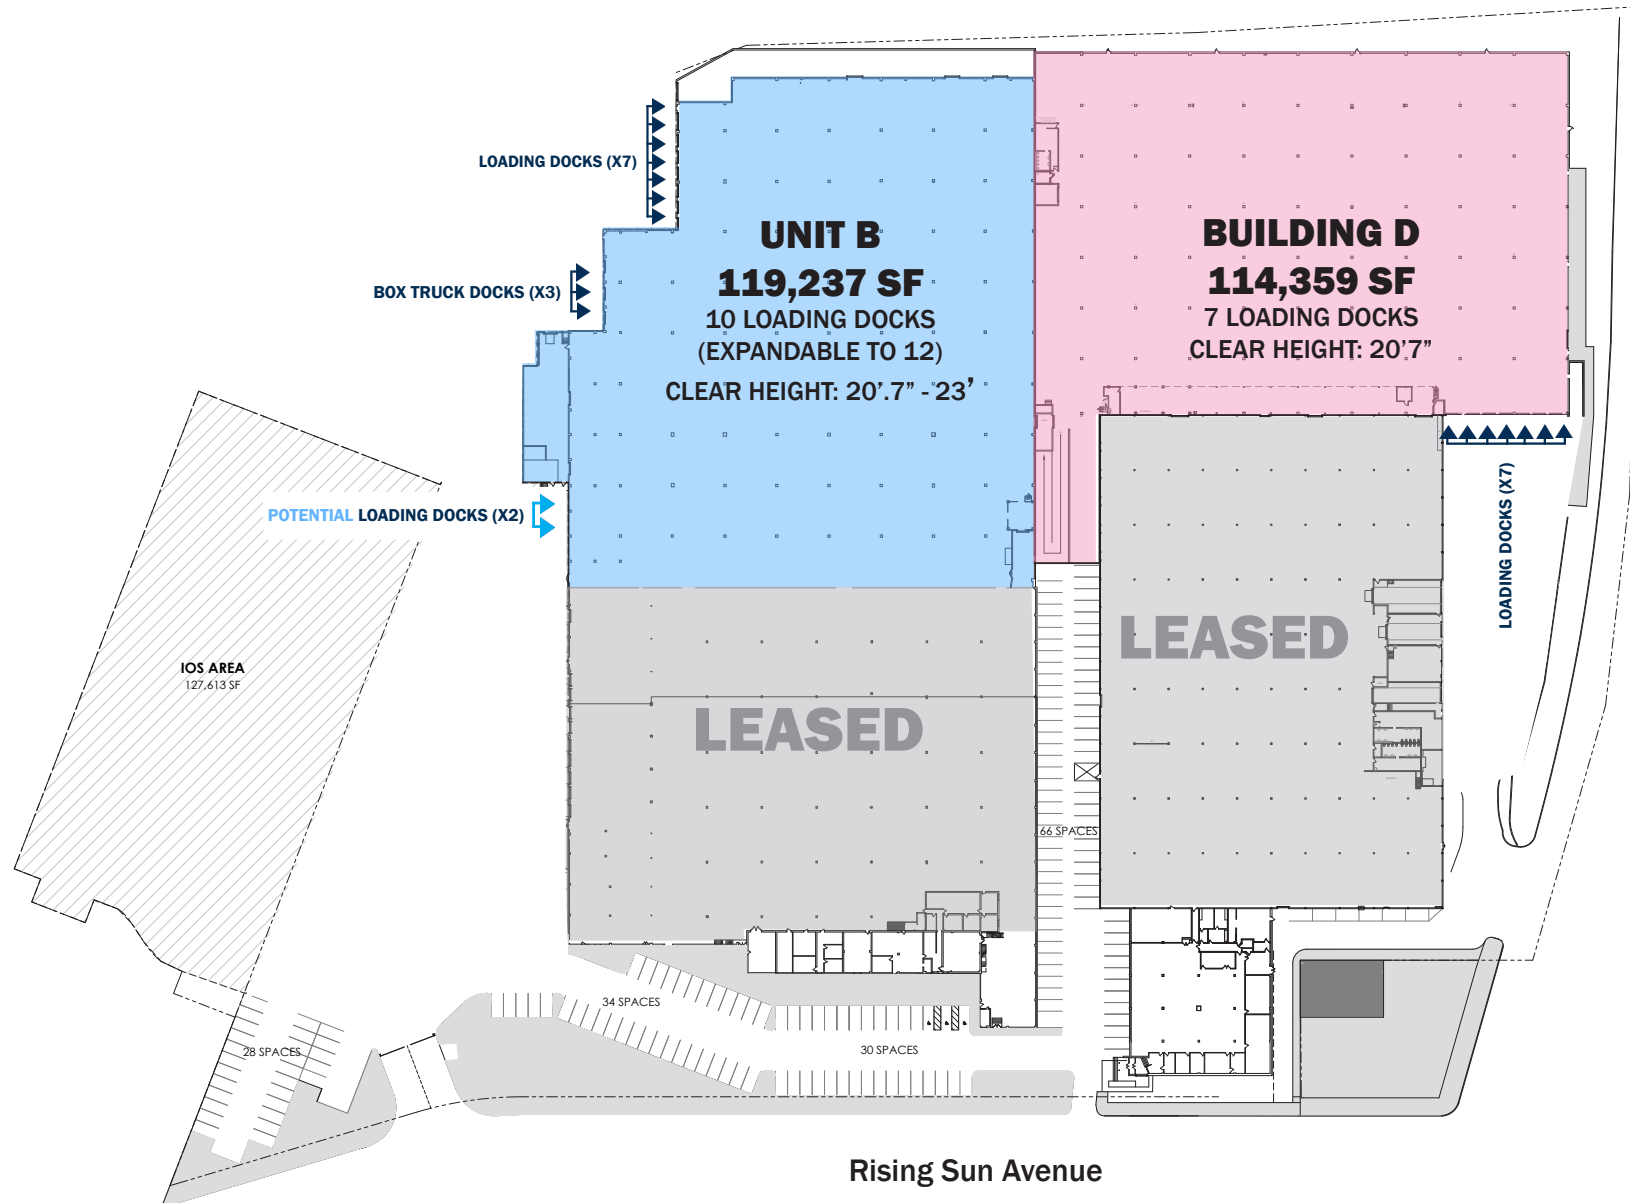 LOADING DOCKS (X7)
BOX TRUCK DOCKS (X3)
UNIT B
119,237 SF
10 LOADING DOCKS
(EXPANDABLE TO 12)
CLEAR HEIGHT: 20'.7” - 23’
BUILDING D
114,359 SF
7 LOADING DOCKS
CLEAR HEIGHT: 20’7”
POTENTIAL LOADING DOCKS (X2)
LOADING DOCKS (X7)
IOS AREA
127,613 SF
LEASED
LEASED
66 SPACES
34 SPACES
30 SPACES
28 SPACES
Rising Sun Avenue